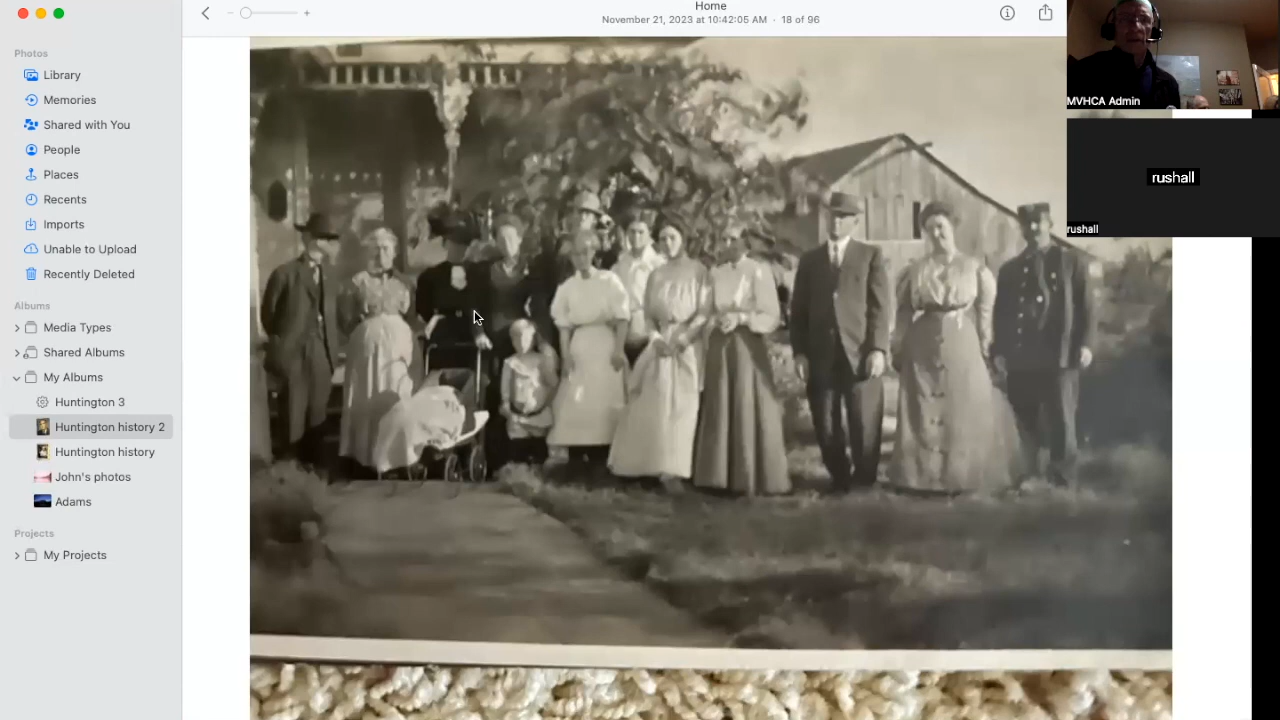 Home
November 21, 2023 at 10:42:05 AM · 18 of 96
Photos
Library
Memories
Shared with You
People
Places
Recents
Imports
Unable to Upload
Recently Deleted
Albums
Media Types
Shared Albums
My Albums
Huntington 3
Huntington history 2
Huntington history
John's photos
Adams
Projects
My Projects
MVHCA Admin
rushall
rushall